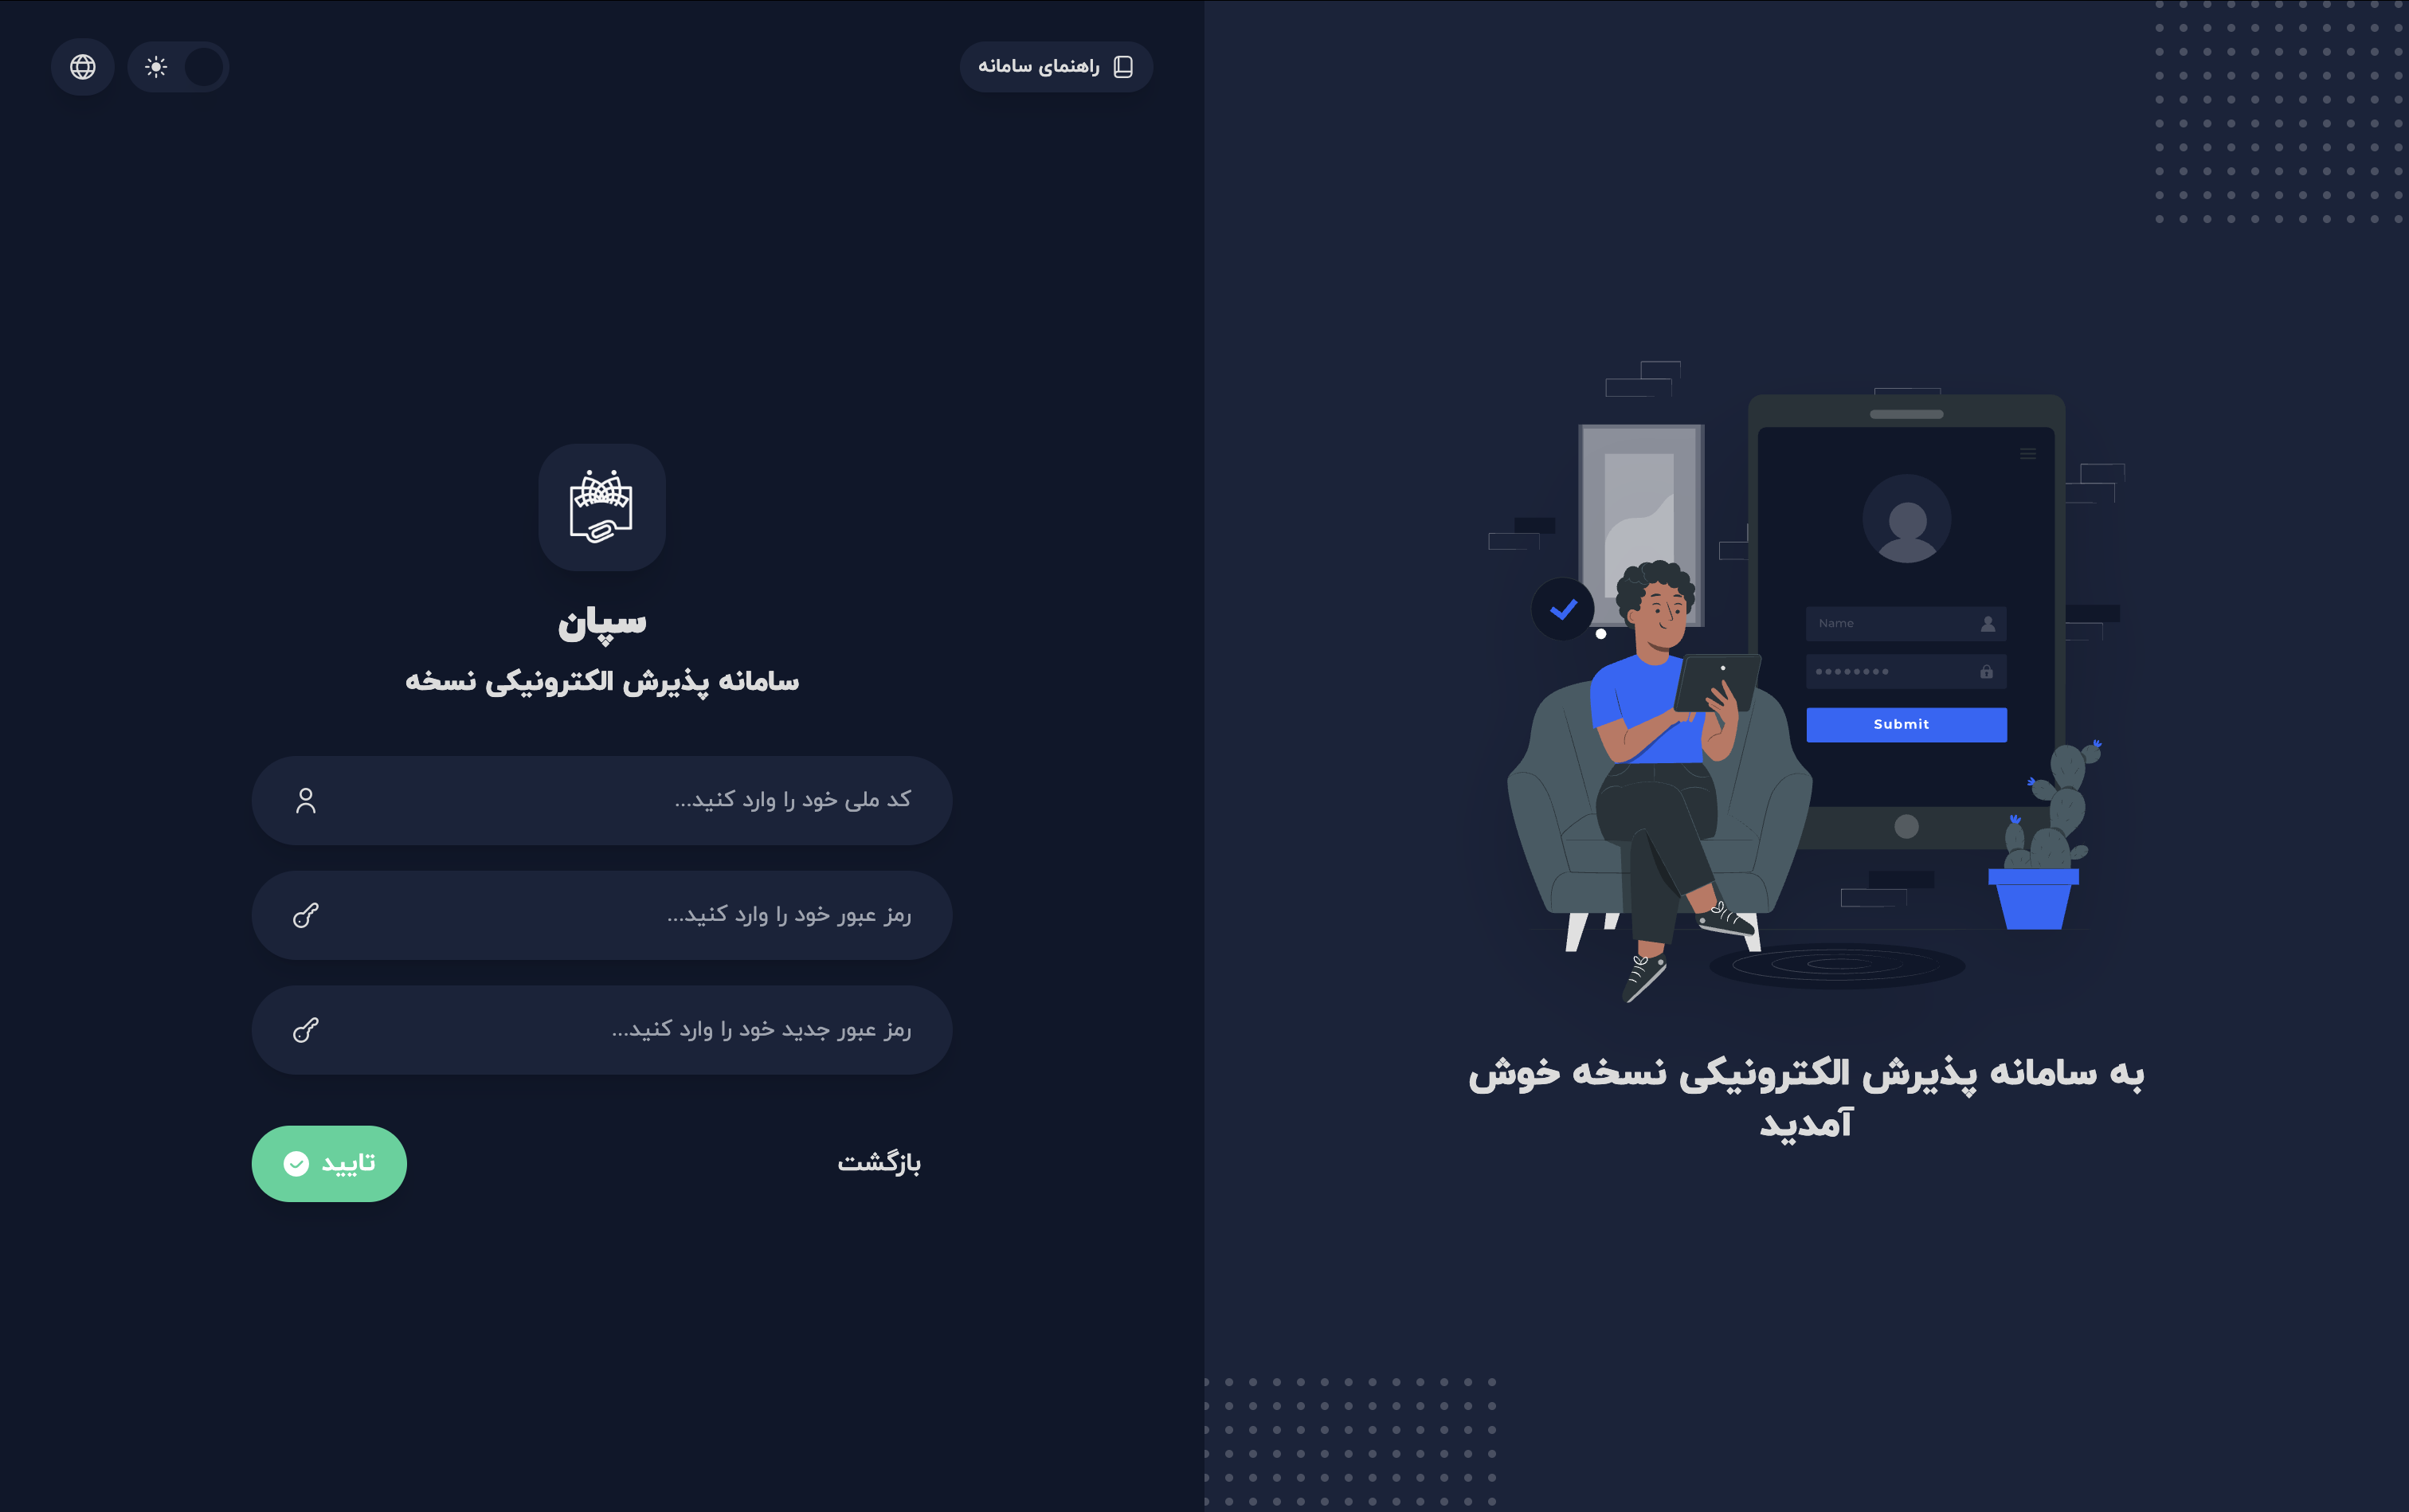 راهنمای سامانه
سپان
سامانه پذیرش الکترونیکی نسخه
کد ملی خود را وارد کنید...
رمز عبور خود را وارد کنید...
رمز عبور جدید خود را وارد کنید...
بازگشت
تایید
Name
Submit
به سامانه پذیرش الکترونیکی نسخه خوش
آمدید